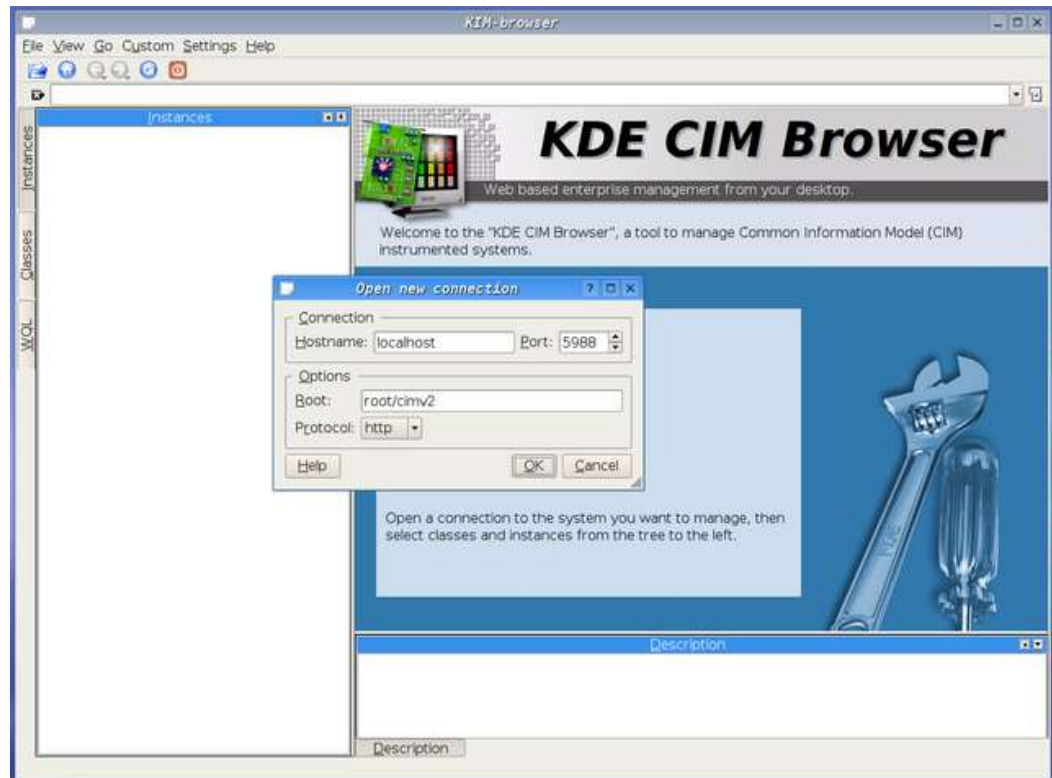 KIM-browser
File View Go Custom Settings Help
Instances
Instances
Classes
WQL
KDE CIM Browser
Web based enterprise management from your desktop.
Welcome to the "KDE CIM Browser", a tool to manage Common Information Model (CIM)
instrumented systems.
Open new connection
Connection
Hostname: localhost Port: 5988
Options
Root: root/cimv2
Protocol: http
Help OK Cancel
Open a connection to the system you want to manage, then
select classes and instances from the tree to the left.
Description
Description